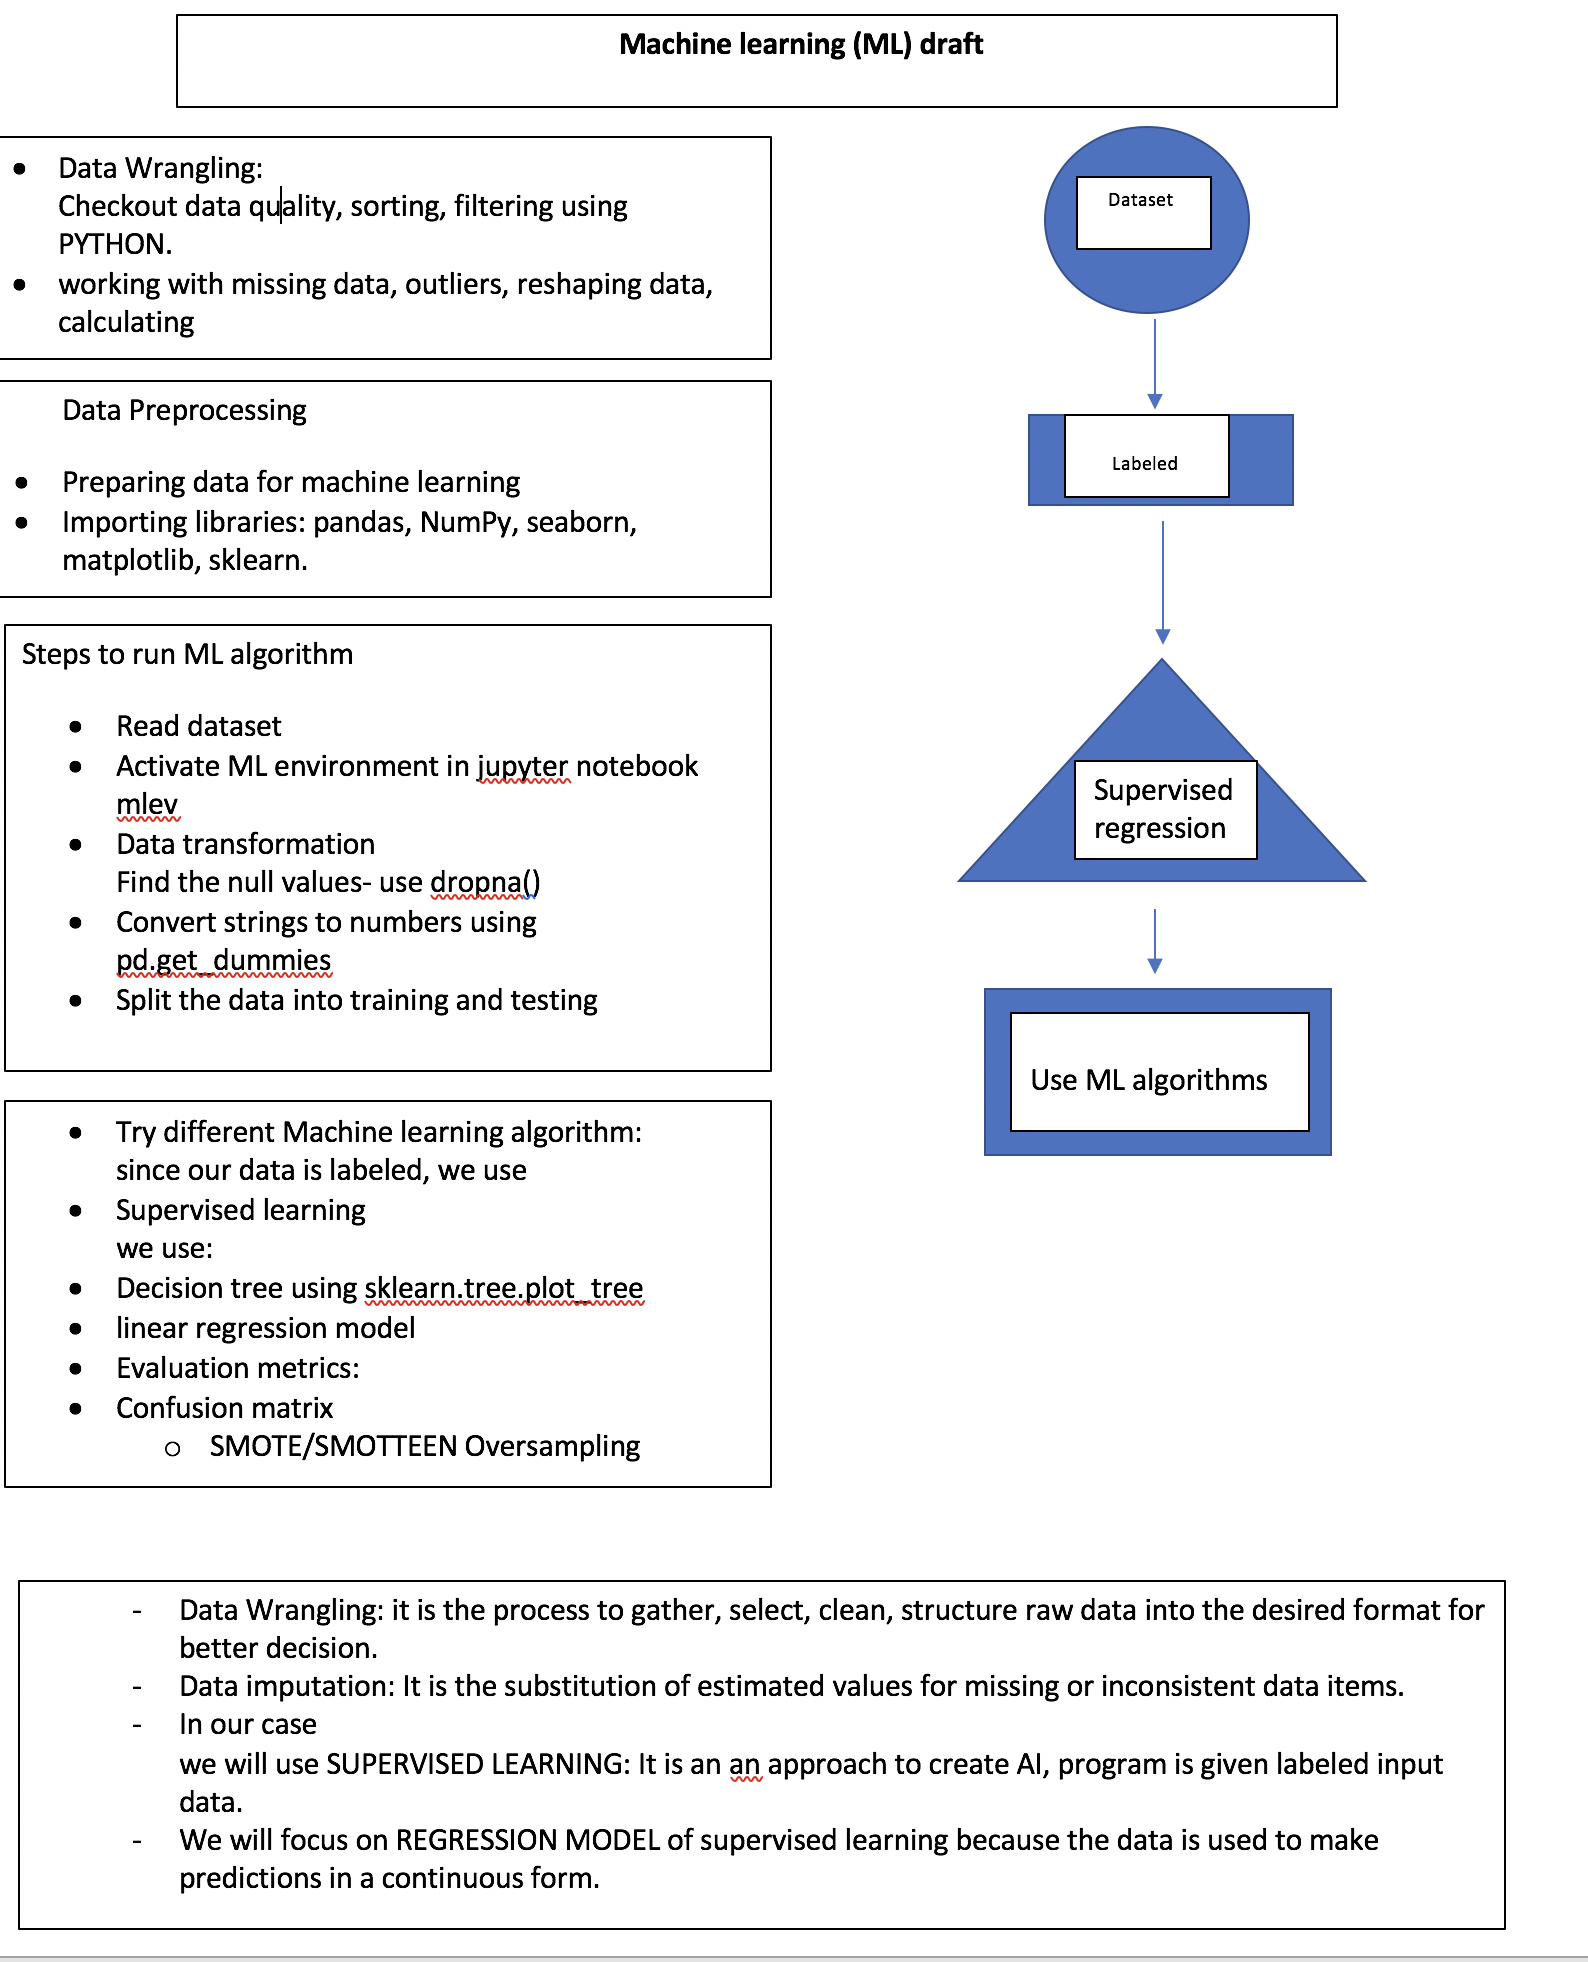 Machine learning (ML) draft
• Data Wrangling:
Checkout data quality, sorting, filtering using
PYTHON.
• working with missing data, outliers, reshaping data,
calculating
Data Preprocessing
• Preparing data for machine learning
• Importing libraries: pandas, NumPy, seaborn,
matplotlib, sklearn.
Steps to run ML algorithm
• Read dataset
• Activate ML environment in jupyter notebook
mlev
• Data transformation
Find the null values- use dropna()
• Convert strings to numbers using
pd.get_dummies
• Split the data into training and testing
• Try different Machine learning algorithm:
since our data is labeled, we use
• Supervised learning
we use:
• Decision tree using sklearn.tree.plot_tree
• linear regression model
• Evaluation metrics:
• Confusion matrix
o SMOTE/SMOTTEEN Oversampling
Dataset
Labeled
Supervised
regression
Use ML algorithms
- Data Wrangling: it is the process to gather, select, clean, structure raw data into the desired format for
better decision.
- Data imputation: It is the substitution of estimated values for missing or inconsistent data items.
- In our case
we will use SUPERVISED LEARNING: It is an an approach to create AI, program is given labeled input
data.
- We will focus on REGRESSION MODEL of supervised learning because the data is used to make
predictions in a continuous form.